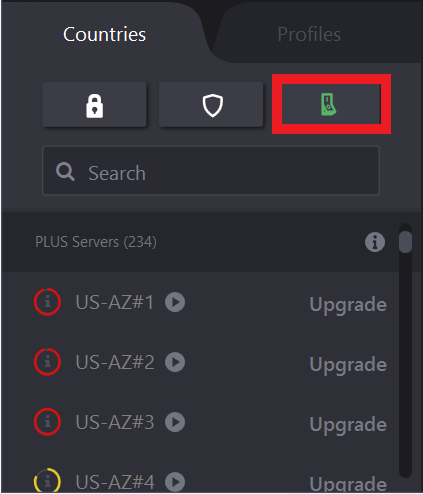 Countries Profiles
Search
PLUS Servers (234)
US-AZ#1 Upgrade
US-AZ#2 Upgrade
US-AZ#3 Upgrade
US-AZ#4 Upgrade